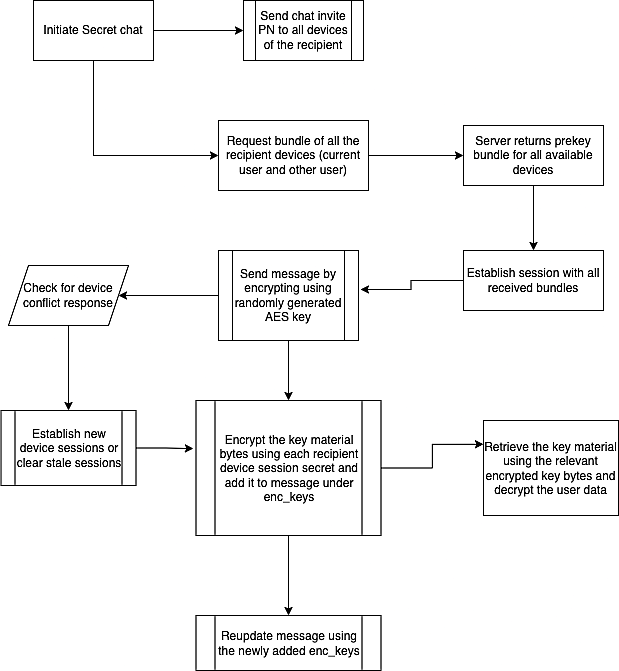 Initiate Secret chat
Send chat invite
PN to all devices
of the recipient
Request bundle of all the
recipient devices (current
user and other user)
Server returns prekey
bundle for all available
devices
Check for device
conflict response
Send message by
encrypting using
randomly generated
AES key
Establish session with all
received bundles
Establish new
device sessions or
clear stale sessions
Encrypt the key material
bytes using each recipient
device session secret and
add it to message under
enc_keys
Retrieve the key material
using the relevant
encrypted key bytes and
decrypt the user data
Reupdate message using
the newly added enc_keys